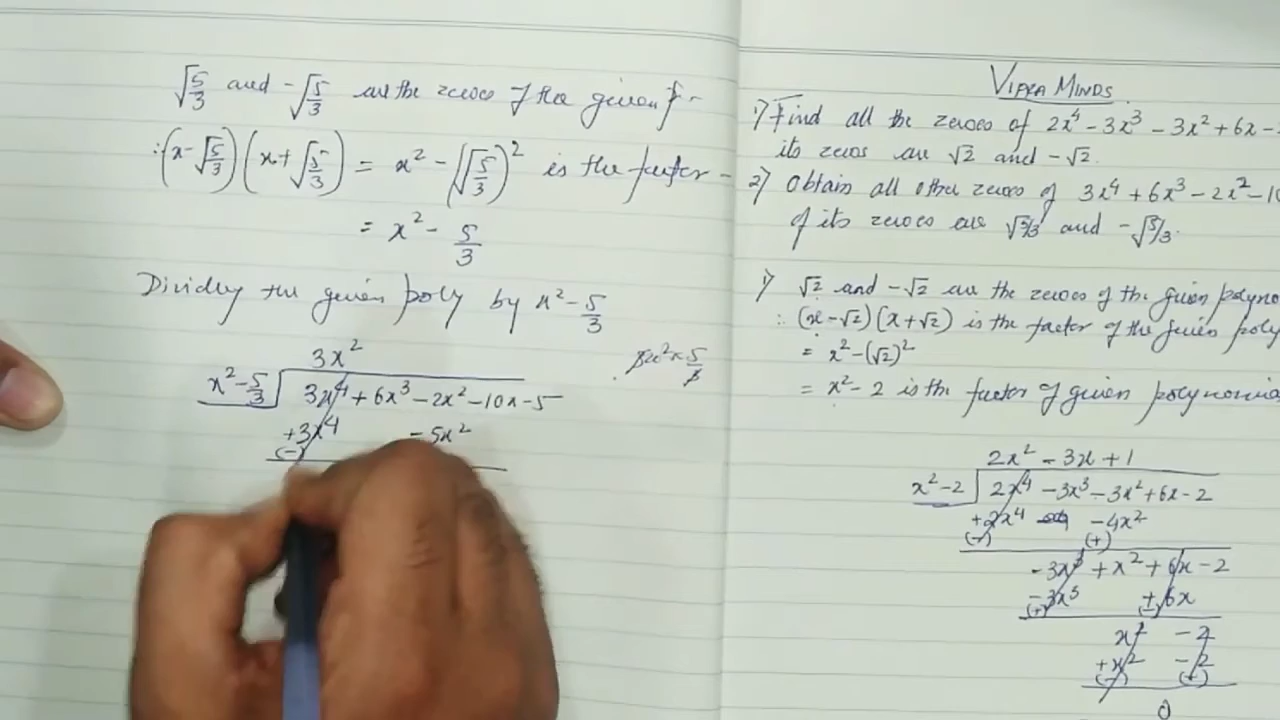 √5/3 and -√5/3 are the zeroes of the given p-
∴ (x-√5/3)(x+√5/3) = x² - (√5/3)² is the factor -
= x² - 5/3
Dividing the given poly by x² - 5/3
3x²
x² - 5/3 3x⁴ + 6x³ - 2x² - 10x - 5
3x² × 5/3
+3x⁴ - 5x²
(-)
VIPRA MINDS
1) Find all the zeroes of 2x⁴ - 3x³ - 3x² + 6x -
its zeros are √2 and -√2.
2) Obtain all other zeroes of 3x⁴ + 6x³ - 2x² - 10
of its zeroes are √5/3 and -√5/3.
1) √2 and -√2 are the zeroes of the given polyno
∴ (x-√2)(x+√2) is the factor of the given poly
= x² - (√2)²
= x² - 2 is the factor of given polynomia
2x² - 3x + 1
x² - 2 2x⁴ - 3x³ - 3x² + 6x - 2
+2x⁴ - 4x²
(-) (+)
- 3x³ + x² + 6x - 2
- 3x³ + 6x
(+) (-)
x² - 2
+x² - 2
(-) (+)
0